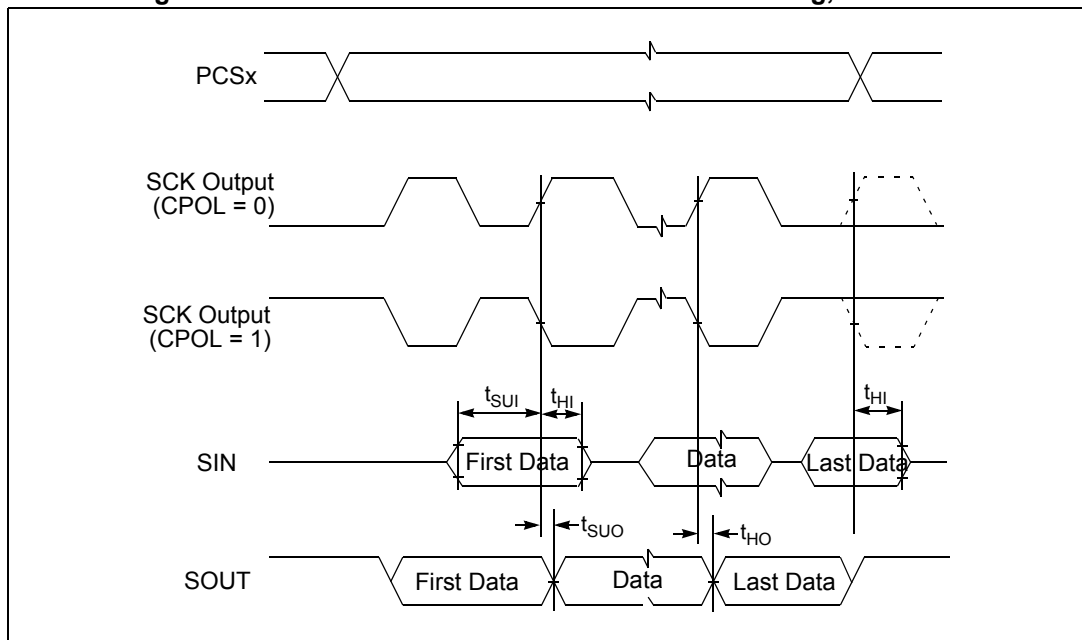 PCSx
SCK Output
(CPOL = 0)
SCK Output
(CPOL = 1)
tSUI
tHI
tHI
SIN
First Data
Data
Last Data
tSUO
tHO
SOUT
First Data
Data
Last Data